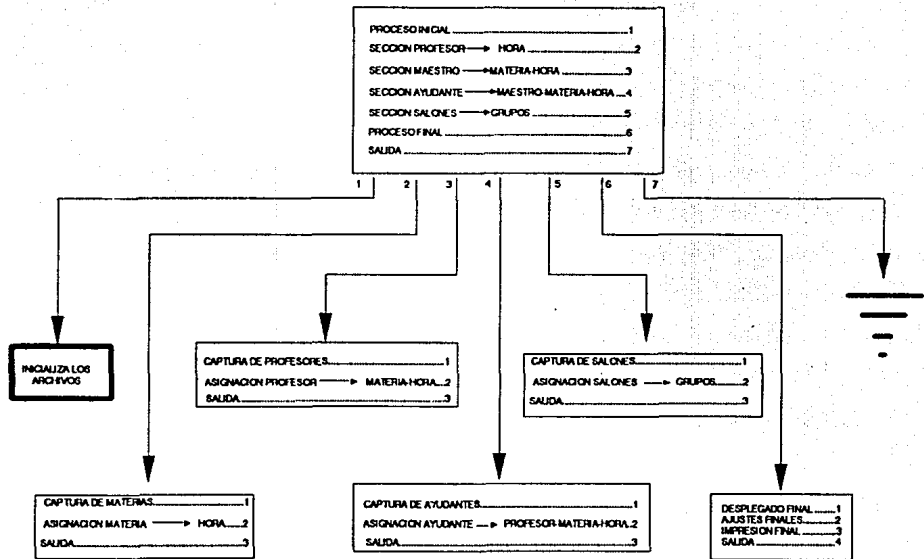 PROCESO INICIAL ........ 1
SECCION PROFESOR → HORA ........ 2
SECCION MAESTRO → MATERIA-HORA ........ 3
SECCION AYUDANTE → MAESTRO-MATERIA-HORA ... 4
SECCION SALONES → GRUPOS ........ 5
PROCESO FINAL ........ 6
SALIDA ........ 7
1 2 3 4 5 6 7
INICIALIZA LOS
ARCHIVOS
CAPTURA DE PROFESORES ........ 1
ASIGNACION PROFESOR → MATERIA-HORA ... 2
SALIDA ........ 3
CAPTURA DE SALONES ........ 1
ASIGNACION SALONES → GRUPOS ... 2
SALIDA ........ 3
CAPTURA DE MATERIAS ........ 1
ASIGNACION MATERIA → HORA ... 2
SALIDA ........ 3
CAPTURA DE AYUDANTES ........ 1
ASIGNACION AYUDANTE → PROFESOR-MATERIA-HORA .. 2
SALIDA ........ 3
DESPLEGADO FINAL ... 1
AJUSTES FINALES ... 2
IMPRESION FINAL ... 3
SALIDA ... 4